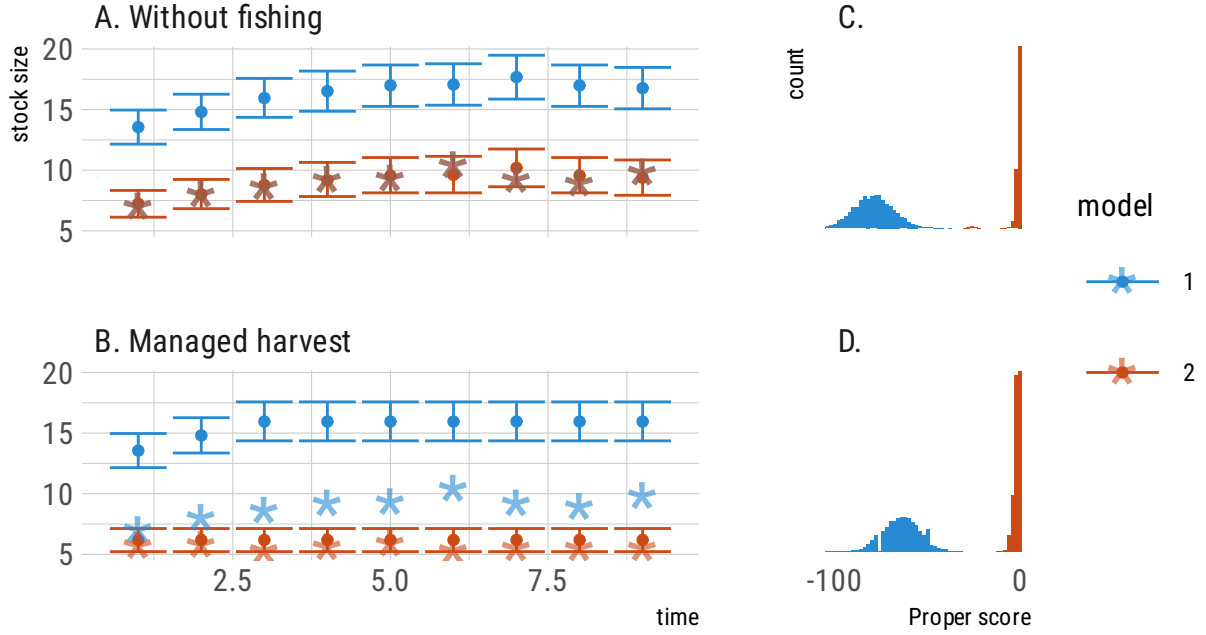 A. Without fishing
stock size
20
15
10
5
B. Managed harvest
20
15
10
5
2.5 5.0 7.5
time
C.
count
D.
-100 0
Proper score
model
1
2